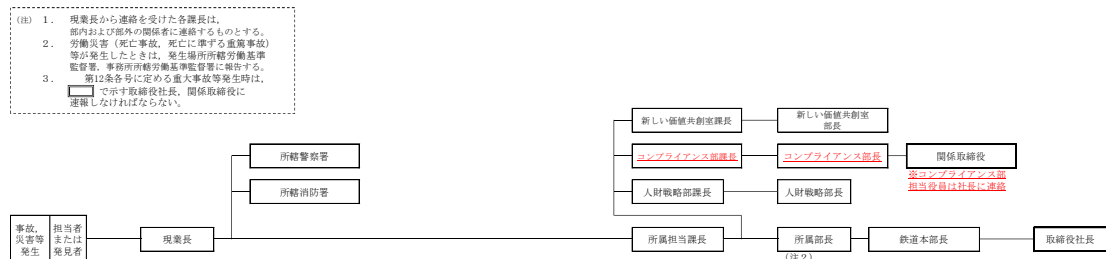 (注) 1. 現業長から連絡を受けた各課長は，
部内および部外の関係者に連絡するものとする。
2. 労働災害（死亡事故，死亡に準ずる重篤事故）
等が発生したときは，発生場所所轄労働基準
監督署，事務所所轄労働基準監督署に報告する。
3. 第12条各号に定める重大事故等発生時は，
で示す取締役社長，関係取締役に
速報しなければならない。
新しい価値共創室課長
新しい価値共創室
部長
所轄警察署
コンプライアンス部課長
コンプライアンス部長
関係取締役
※コンプライアンス部
担当役員は社長に連絡
所轄消防署
人財戦略部課長
人財戦略部長
事故，
災害等
発生
担当者
または
発見者
現業長
所属担当課長
所属部長
(注2)
鉄道本部長
取締役社長